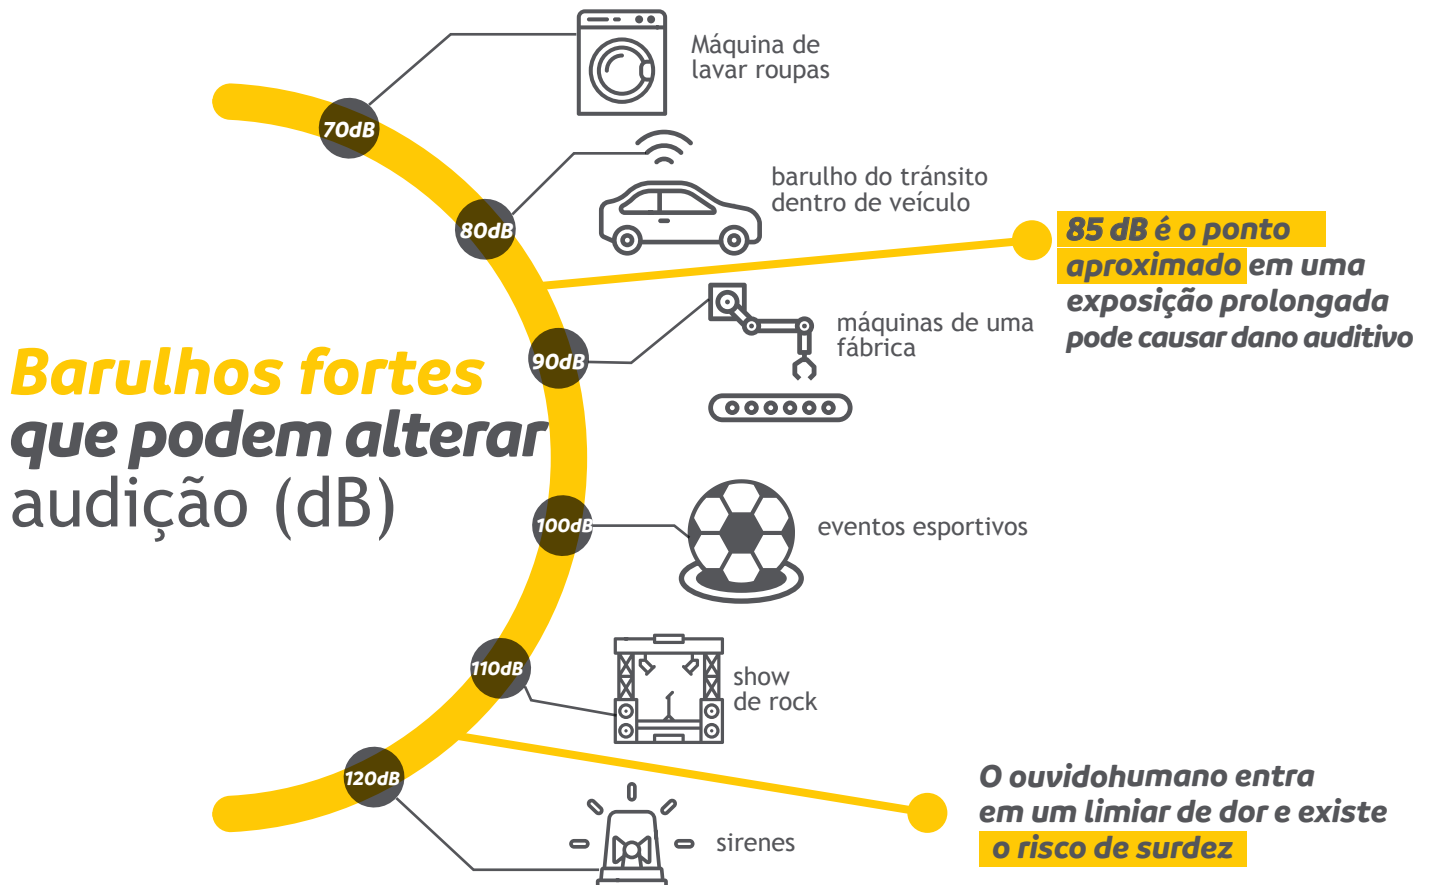 Barulhos fortes
que podem alterar
audição (dB)
70dB
Máquina de
lavar roupas
80dB
barulho do tránsito
dentro de veículo
85 dB é o ponto
aproximado em uma
exposição prolongada
pode causar dano auditivo
90dB
máquinas de uma
fábrica
100dB
eventos esportivos
110dB
show
de rock
120dB
sirenes
O ouvidohumano entra
em um limiar de dor e existe
o risco de surdez